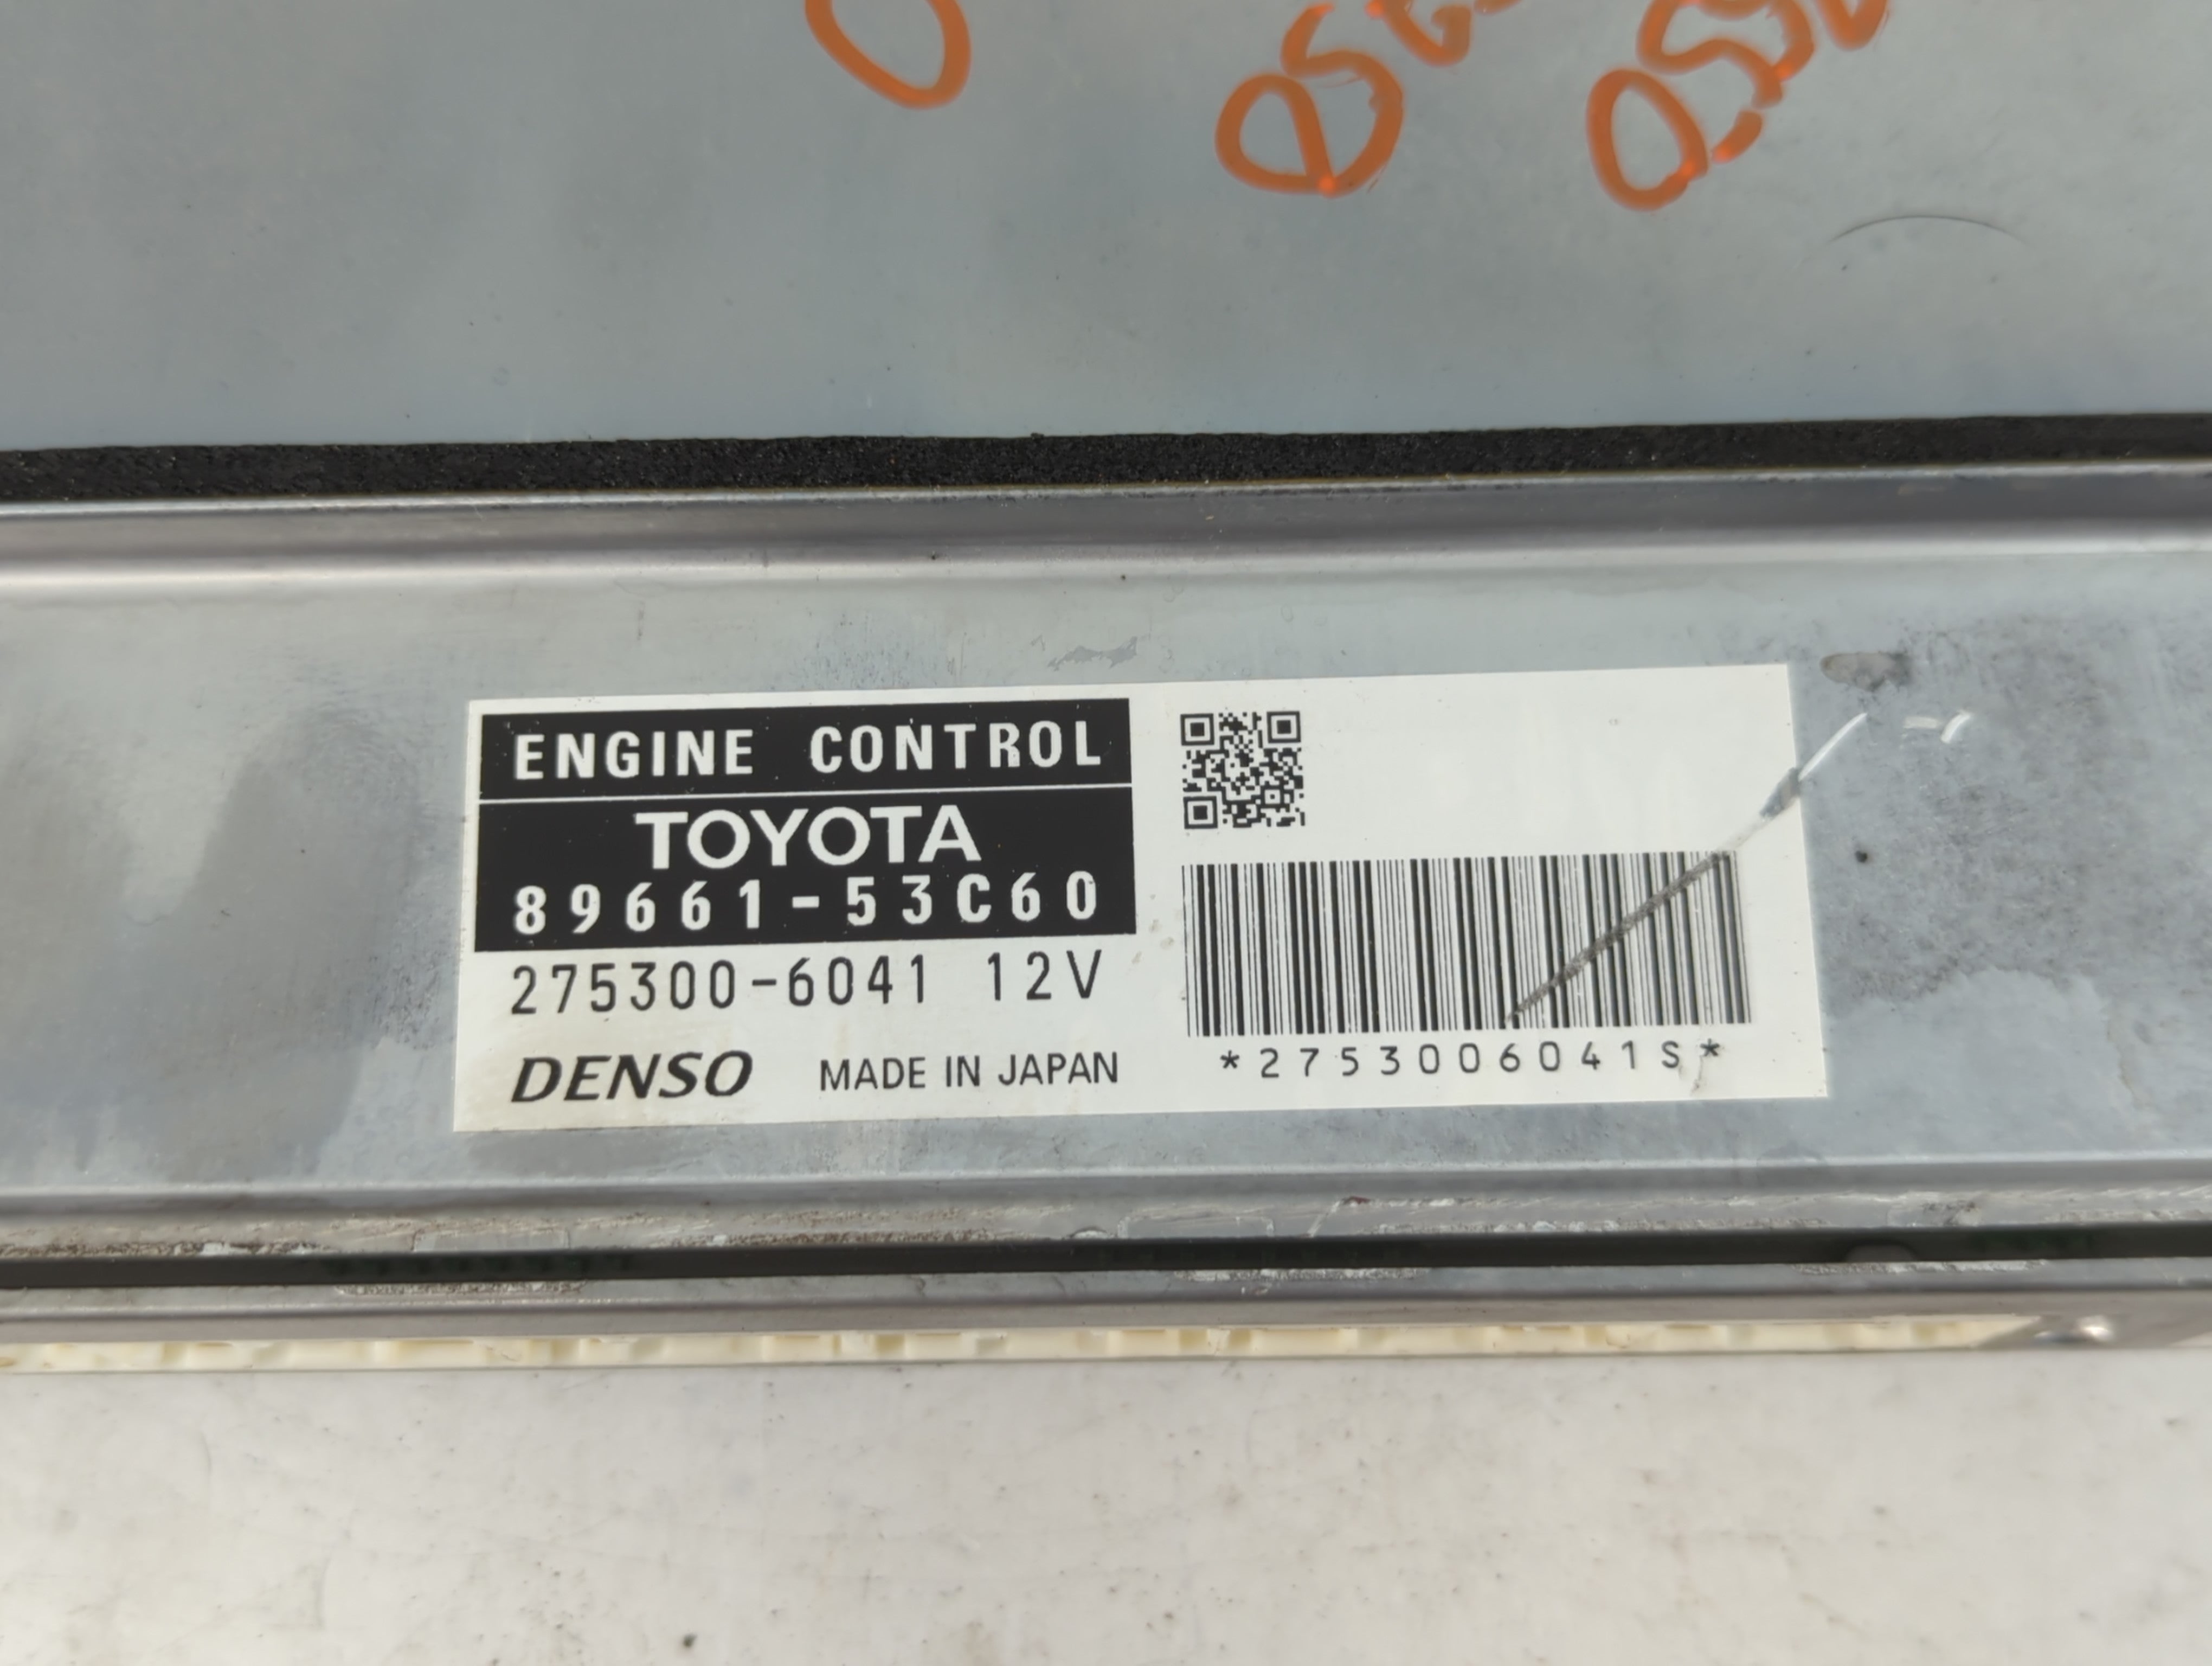 ENGINE CONTROL
TOYOTA
89661-53C60
275300-6041 12V
DENSO MADE IN JAPAN
*2753006041S*